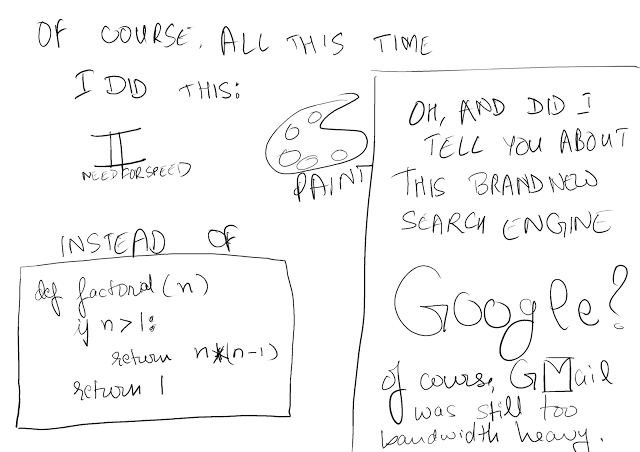 OF COURSE, ALL THIS TIME
I DID THIS:
II
NEED FOR SPEED
PAINT
INSTEAD OF
def factorial(n)
if n>1:
return n*(n-1)
return 1
OH, AND DID I
TELL YOU ABOUT
THIS BRAND NEW
SEARCH ENGINE
Google?
of course, GMail
was still too
bandwidth heavy.